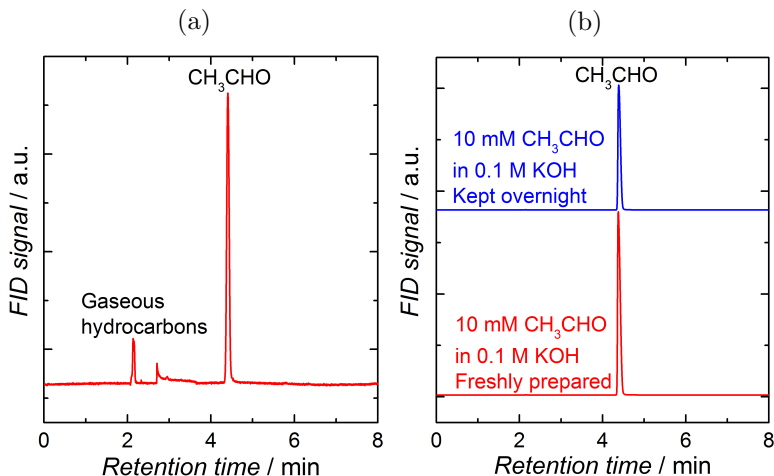 (a)
CH₃CHO
Gaseous
hydrocarbons
FID signal / a.u.
0 2 4 6 8
Retention time / min
(b)
CH₃CHO
10 mM CH₃CHO
in 0.1 M KOH
Kept overnight
10 mM CH₃CHO
in 0.1 M KOH
Freshly prepared
FID signal / a.u.
0 2 4 6 8
Retention time / min